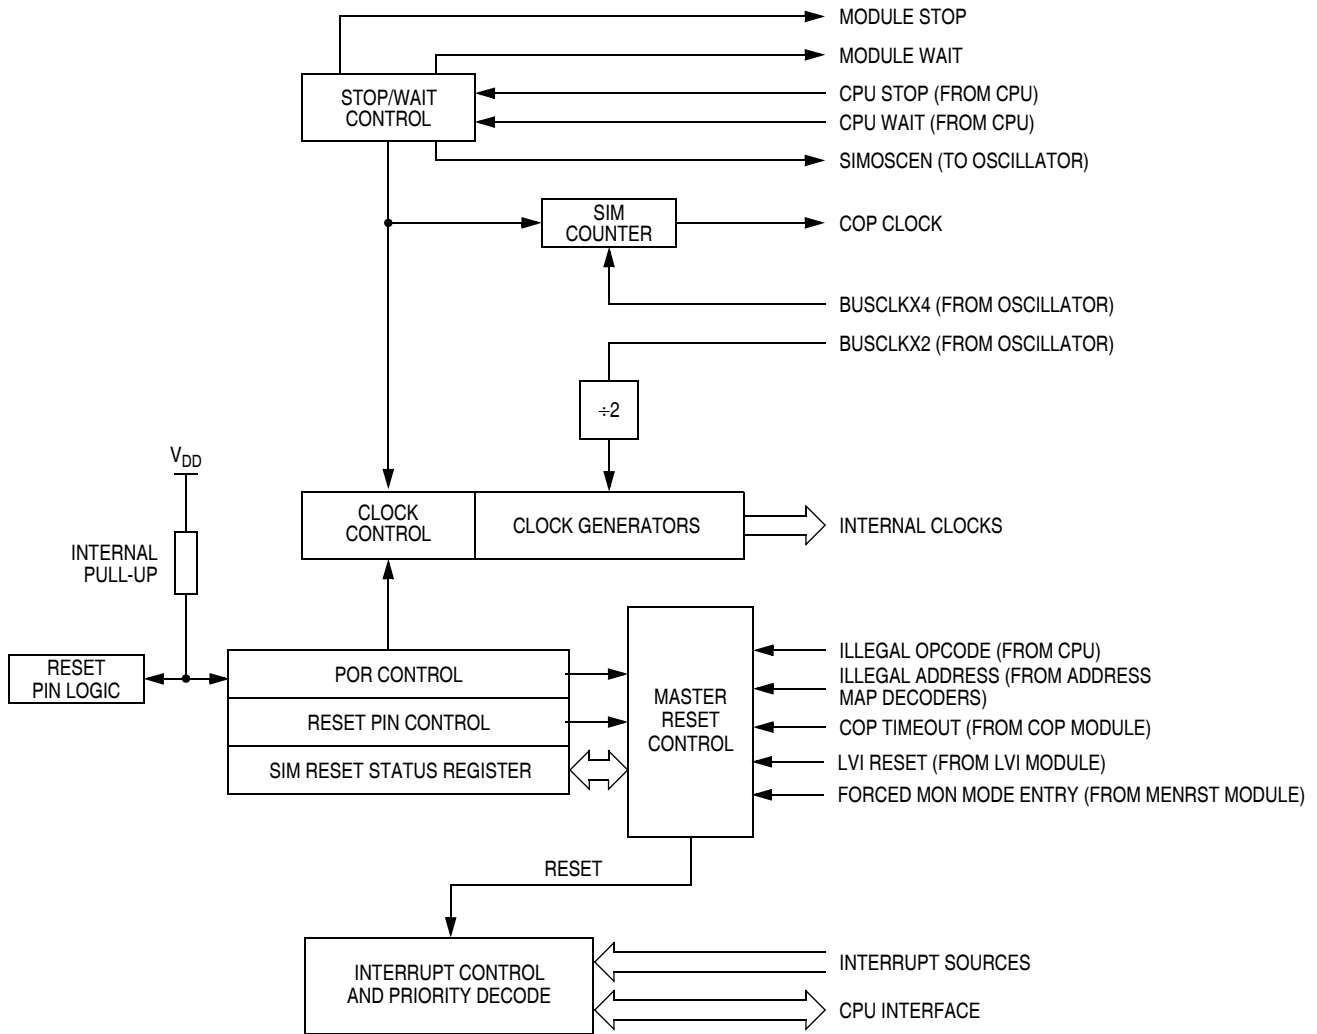 MODULE STOP
MODULE WAIT
STOP/WAIT
CONTROL
CPU STOP (FROM CPU)
CPU WAIT (FROM CPU)
SIMOSCEN (TO OSCILLATOR)
SIM
COUNTER
COP CLOCK
BUSCLKX4 (FROM OSCILLATOR)
BUSCLKX2 (FROM OSCILLATOR)
÷2
VDD
INTERNAL
PULL-UP
CLOCK
CONTROL
CLOCK GENERATORS
INTERNAL CLOCKS
RESET
PIN LOGIC
POR CONTROL
RESET PIN CONTROL
SIM RESET STATUS REGISTER
MASTER
RESET
CONTROL
ILLEGAL OPCODE (FROM CPU)
ILLEGAL ADDRESS (FROM ADDRESS
MAP DECODERS)
COP TIMEOUT (FROM COP MODULE)
LVI RESET (FROM LVI MODULE)
FORCED MON MODE ENTRY (FROM MENRST MODULE)
RESET
INTERRUPT CONTROL
AND PRIORITY DECODE
INTERRUPT SOURCES
CPU INTERFACE